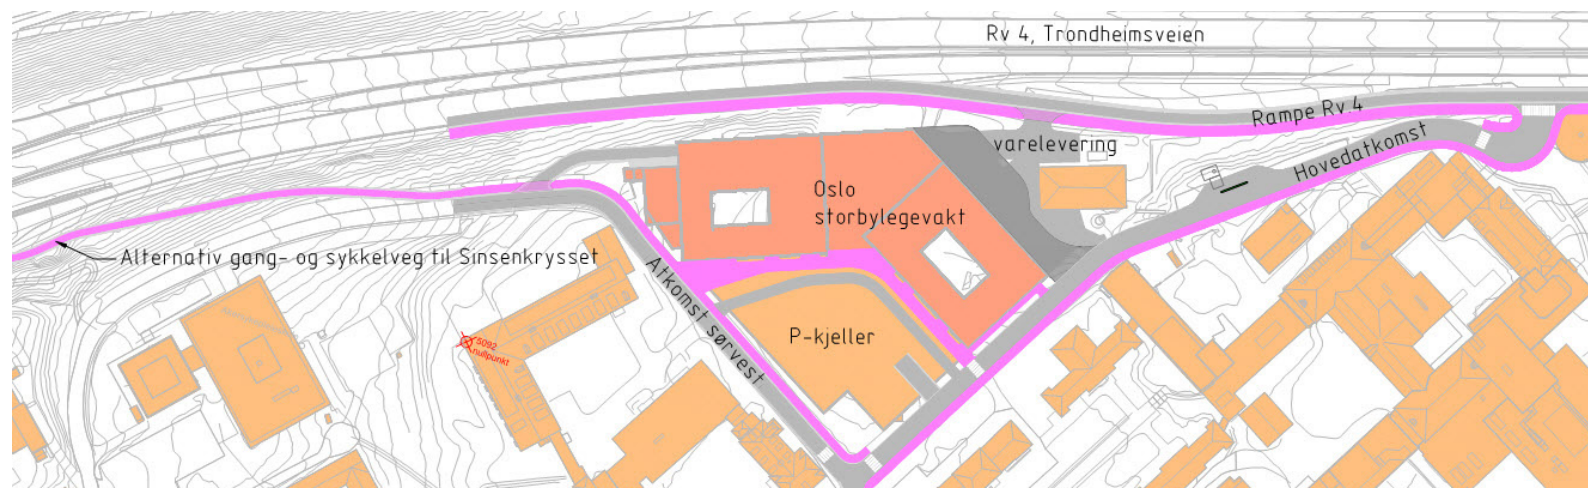 Rv 4, Trondheimsveien
Rampe Rv.4
varelevering
Hovedatkomst
Oslo
storbylegevakt
Alternativ gang- og sykkelveg til Sinsenkrysset
Atkomst sørvest
P-kjeller
75092
nullpunkt